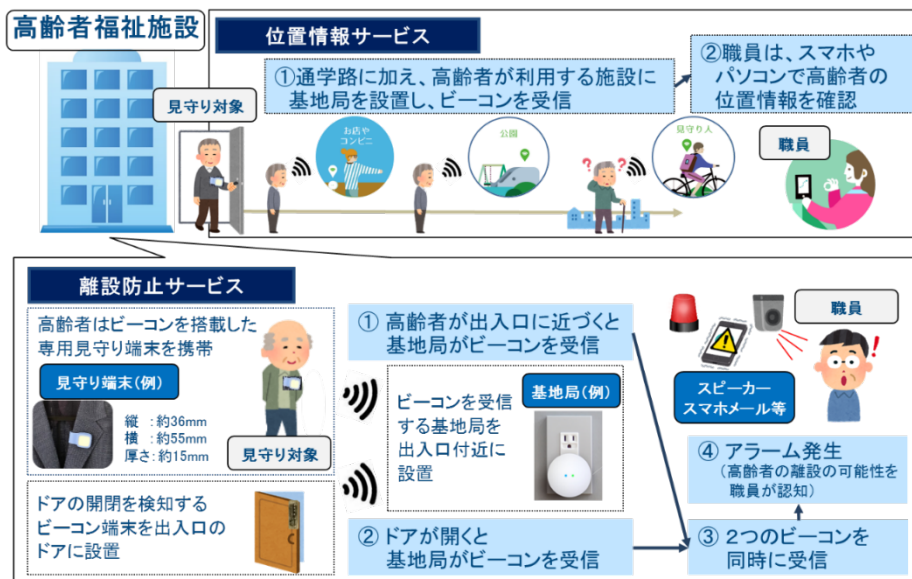 高齢者福祉施設
位置情報サービス
①通学路に加え、高齢者が利用する施設に
基地局を設置し、ビーコンを受信
②職員は、スマホや
パソコンで高齢者の
位置情報を確認
見守り対象
お店や
コンビニ
公園
見守り人
職員
離設防止サービス
高齢者はビーコンを搭載した
専用見守り端末を携帯
見守り端末(例)
縦 :約36mm
横 :約55mm
厚さ:約15mm
見守り対象
ドアの開閉を検知する
ビーコン端末を出入口の
ドアに設置
① 高齢者が出入口に近づくと
基地局がビーコンを受信
ビーコンを受信
する基地局を
出入口付近に
設置
基地局(例)
② ドアが開くと
基地局がビーコンを受信
職員
スピーカー
スマホメール等
④ アラーム発生
(高齢者の離設の可能性を
職員が認知)
③ 2つのビーコンを
同時に受信